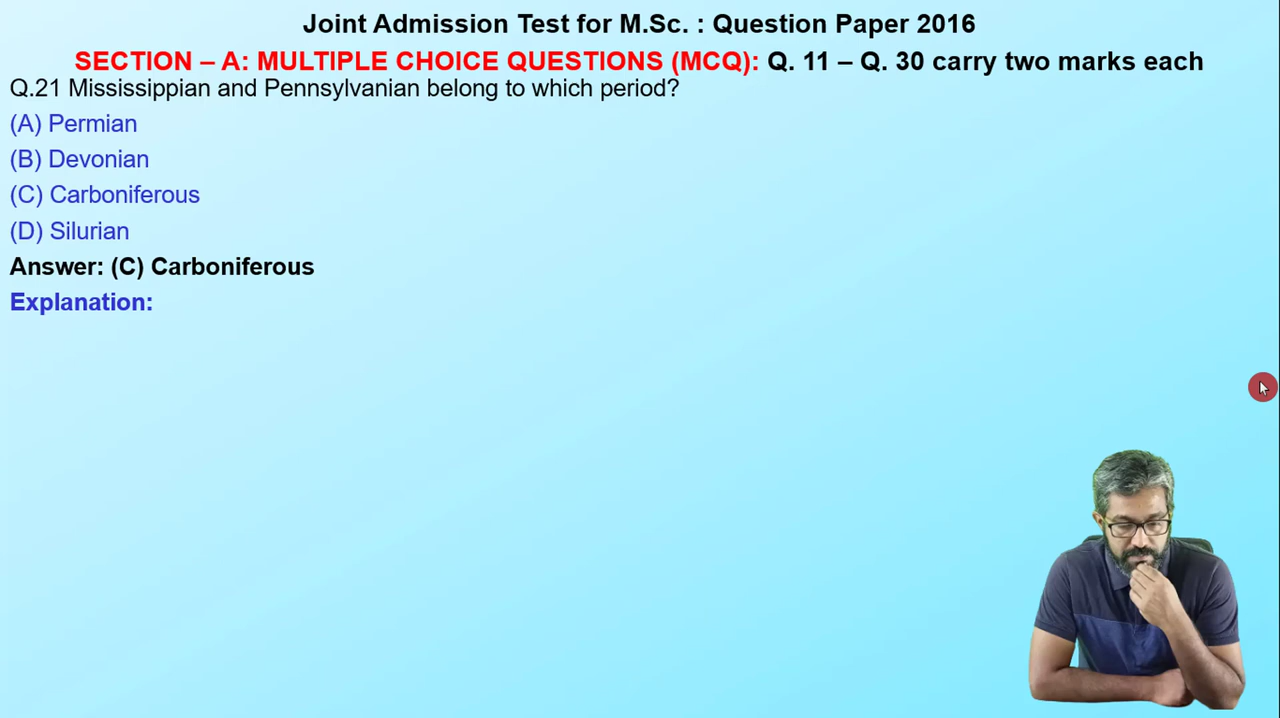 Joint Admission Test for M.Sc. : Question Paper 2016
SECTION – A: MULTIPLE CHOICE QUESTIONS (MCQ): Q. 11 – Q. 30 carry two marks each
Q.21 Mississippian and Pennsylvanian belong to which period?
(A) Permian
(B) Devonian
(C) Carboniferous
(D) Silurian
Answer: (C) Carboniferous
Explanation: